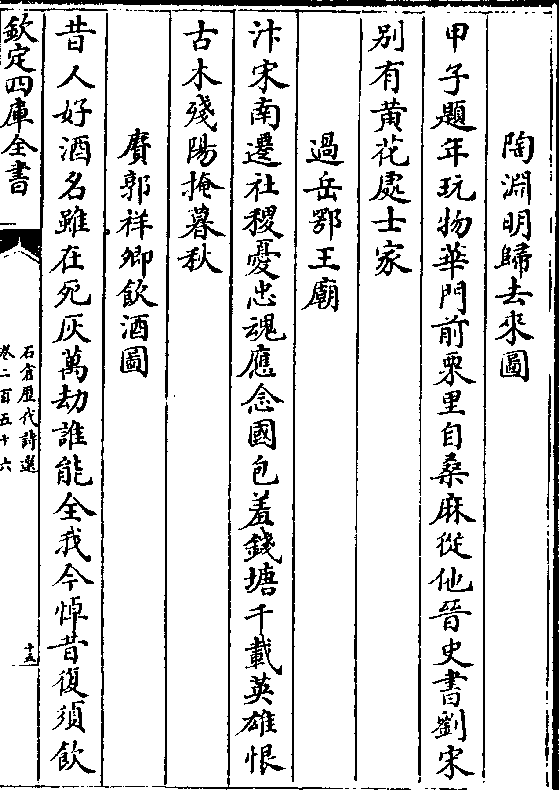 陶淵明歸去來圖
甲子題年玩物華門前栗里自桑麻從他晉史書劉宋
别有黄花處士家
過岳鄂王廟
汴宋南遷社稷憂忠魂應念國包羞錢塘千載英雄恨
古木殘陽掩暮秋
賡郭祥卿飲酒圖
昔人好酒名雖在死灰萬劫誰能全我今悼昔復須飲
欽定四庫全書
石倉歴代詩選
卷二百五十六
十五